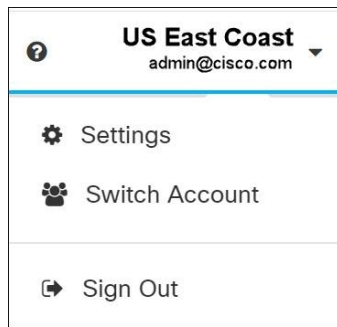 US East Coast
admin@cisco.com
Settings
Switch Account
Sign Out